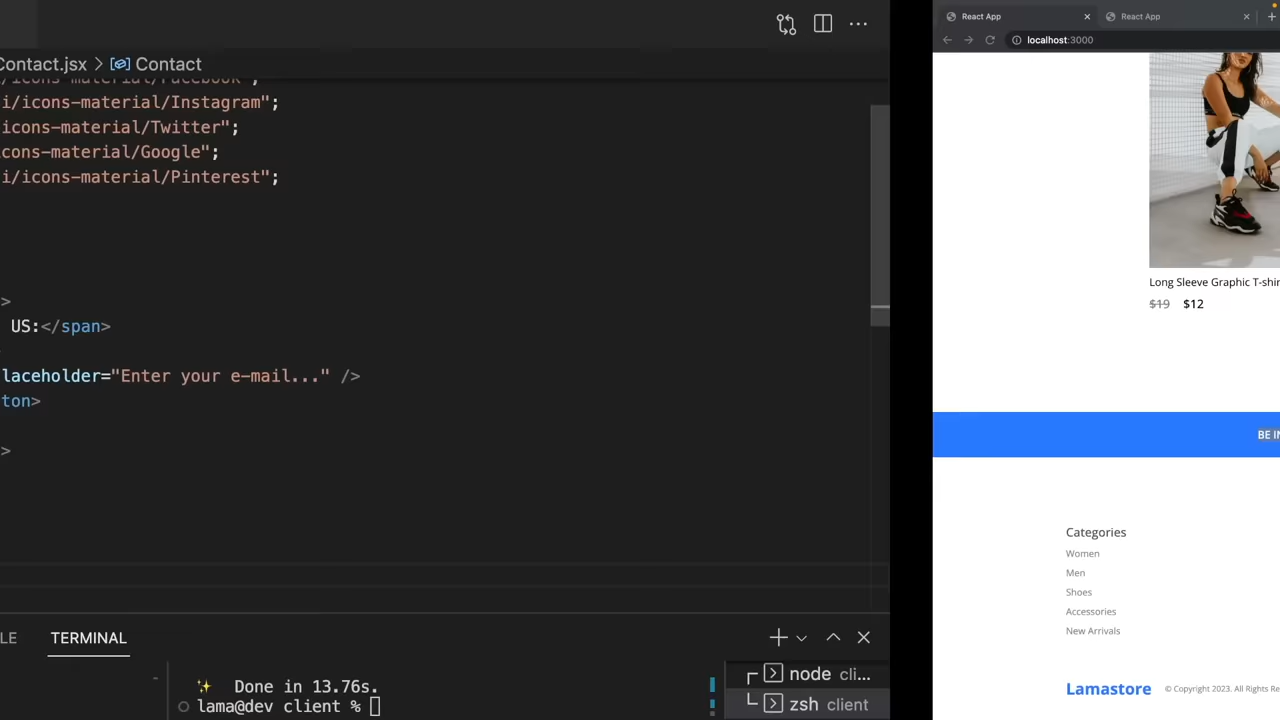 Contact.jsx > Contact
/icons-material/Facebook";
i/icons-material/Instagram";
icons-material/Twitter";
cons-material/Google";
i/icons-material/Pinterest";
>
US:</span>
laceholder="Enter your e-mail..." />
ton>
>
LE
TERMINAL
✨ Done in 13.76s.
lama@dev client %
node cli...
zsh client
React App
React App
localhost:3000
Long Sleeve Graphic T-shir
$19 $12
BE IN
Categories
Women
Men
Shoes
Accessories
New Arrivals
Lamastore © Copyright 2023. All Rights Re